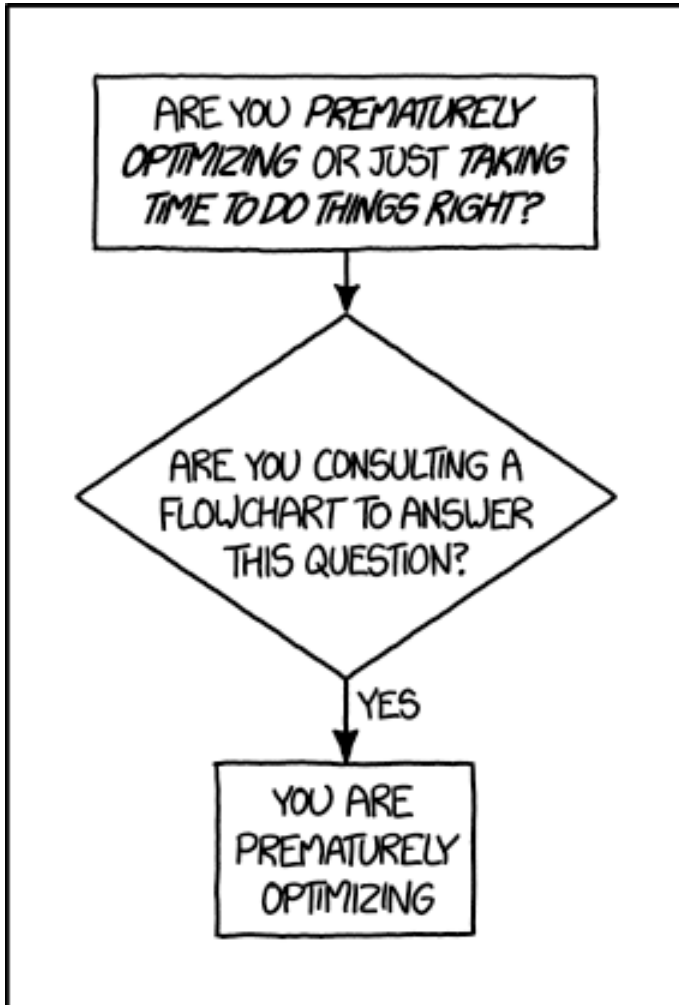 ARE YOU PREMATURELY
OPTIMIZING OR JUST TAKING
TIME TO DO THINGS RIGHT?
ARE YOU CONSULTING A
FLOWCHART TO ANSWER
THIS QUESTION?
YES
YOU ARE
PREMATURELY
OPTIMIZING